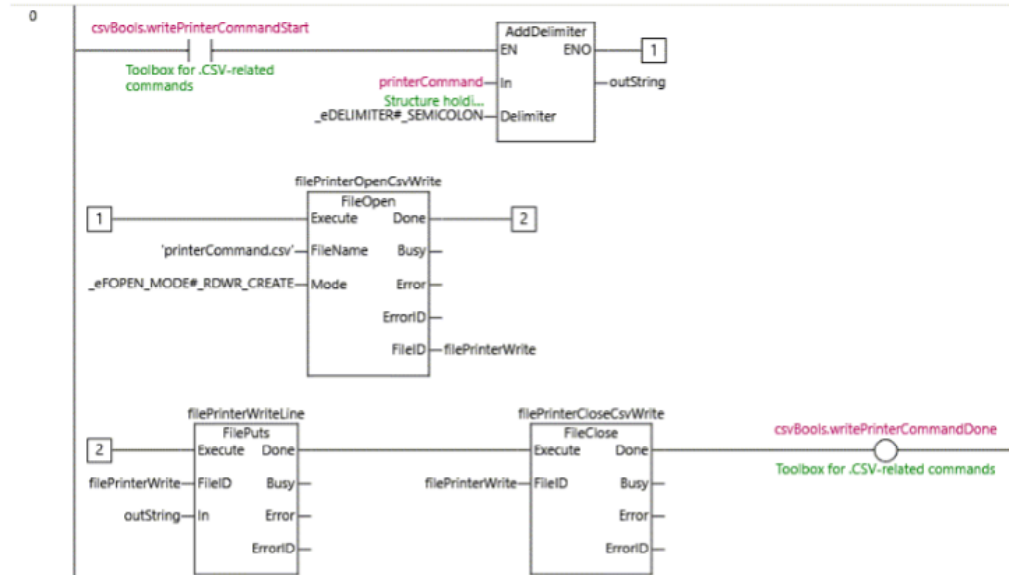 0
csvBools.writePrinterCommandStart
Toolbox for .CSV-related
commands
AddDelimiter
EN ENO
1
printerCommand In outString
Structure holdi...
_eDELIMITER#_SEMICOLON Delimiter
filePrinterOpenCsvWrite
FileOpen
1 Execute Done 2
'printerCommand.csv' FileName Busy
_eFOPEN_MODE#_RDWR_CREATE Mode Error
ErrorID
FileID filePrinterWrite
filePrinterWriteLine
FilePuts
2 Execute Done
filePrinterWrite FileID Busy
outString In Error
ErrorID
filePrinterCloseCsvWrite
FileClose
Execute Done
filePrinterWrite FileID Busy
Error
ErrorID
csvBools.writePrinterCommandDone
Toolbox for .CSV-related commands